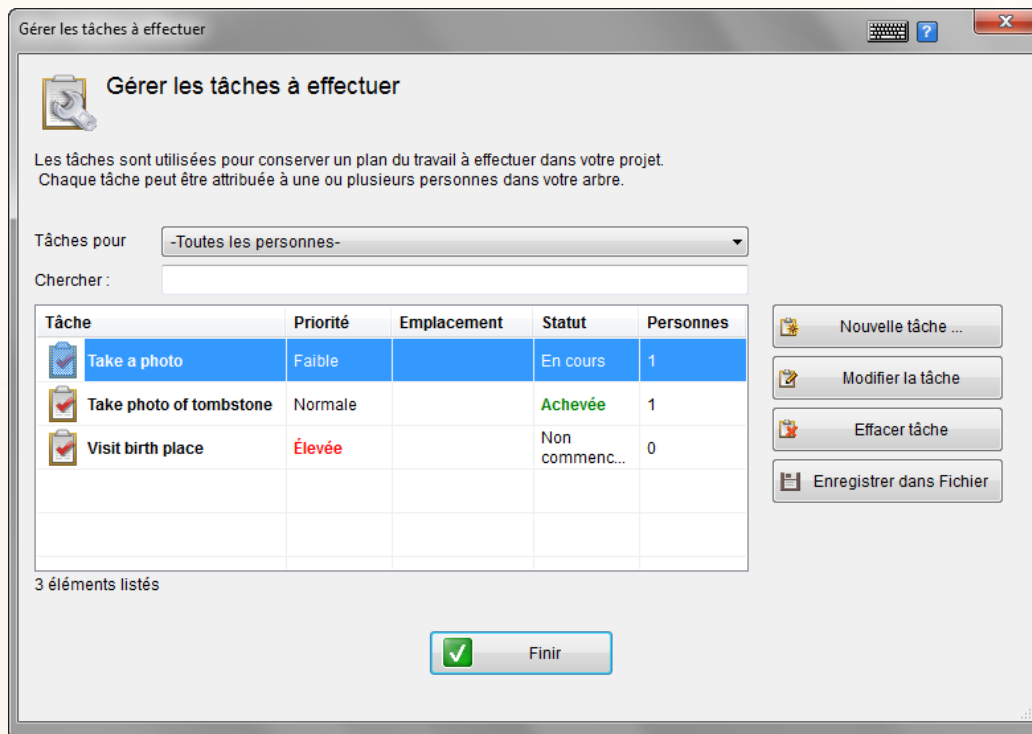 Gérer les tâches à effectuer
?
x
Gérer les tâches à effectuer
Les tâches sont utilisées pour conserver un plan du travail à effectuer dans votre projet.
Chaque tâche peut être attribuée à une ou plusieurs personnes dans votre arbre.
Tâches pour -Toutes les personnes-
Chercher :
Tâche Priorité Emplacement Statut Personnes
Take a photo Faible En cours 1
Take photo of tombstone Normale Achevée 1
Visit birth place Élevée Non commenc... 0
Nouvelle tâche ...
Modifier la tâche
Effacer tâche
Enregistrer dans Fichier
3 éléments listés
Finir